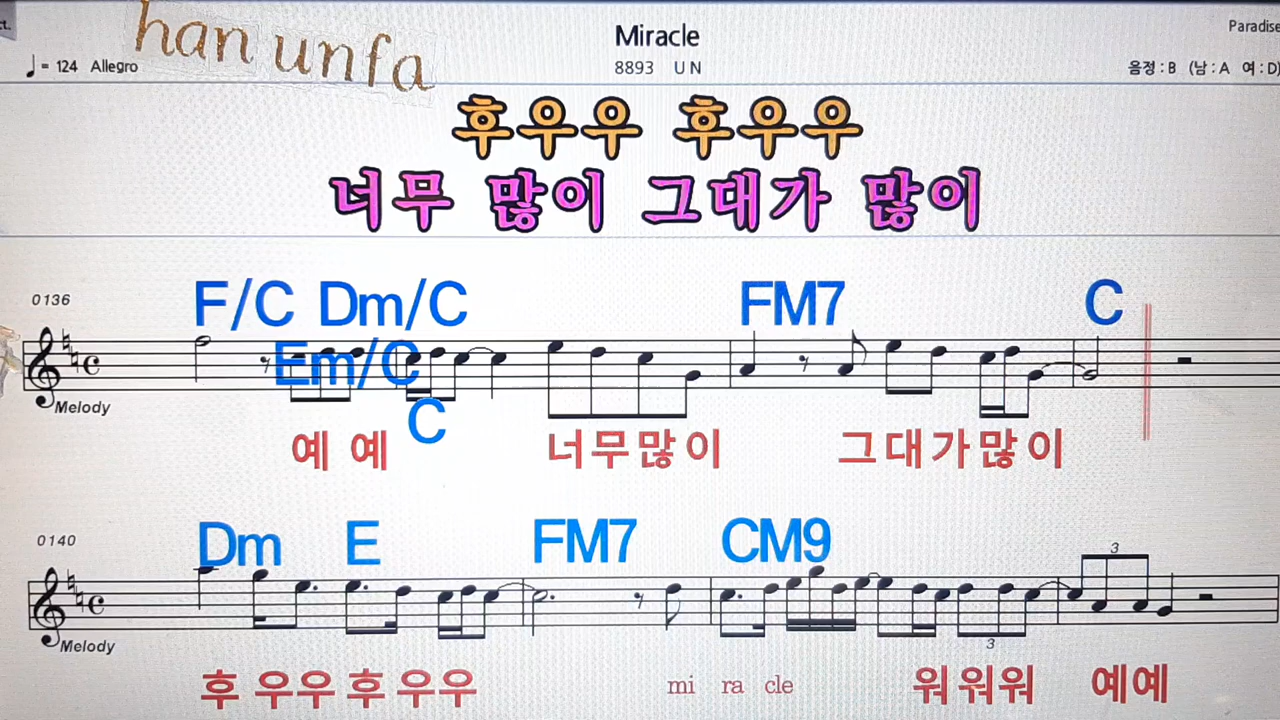 ct.
han unfa
Miracle
Paradise
♩= 124 Allegro
8893 U N
음정 : B (남 : A 여 : D)
후우우 후우우
너무 많이 그대가 많이
0136
F/C Dm/C FM7 C
Em/C
Melody
C
예 예 너무많이 그대가많이
0140
Dm E FM7 CM9
3
Melody
3
후 우우후 우우 mi ra cle 워워워 예예